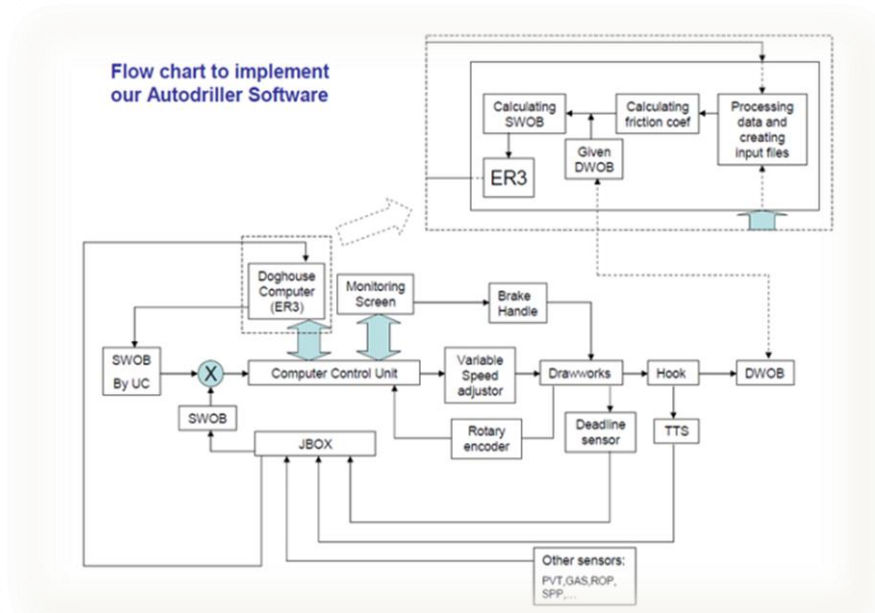 Flow chart to implement
our Autodriller Software
Calculating
SWOB
Calculating
friction coef
Processing
data and
creating
input files
Given
DWOB
ER3
Doghouse
Computer
(ER3)
Monitoring
Screen
Brake
Handle
SWOB
By UC
X
Computer Control Unit
Variable
Speed
adjustor
Drawworks
Hook
DWOB
SWOB
JBOX
Rotary
encoder
Deadline
sensor
TTS
Other sensors:
PVT,GAS,ROP,
SPP,...